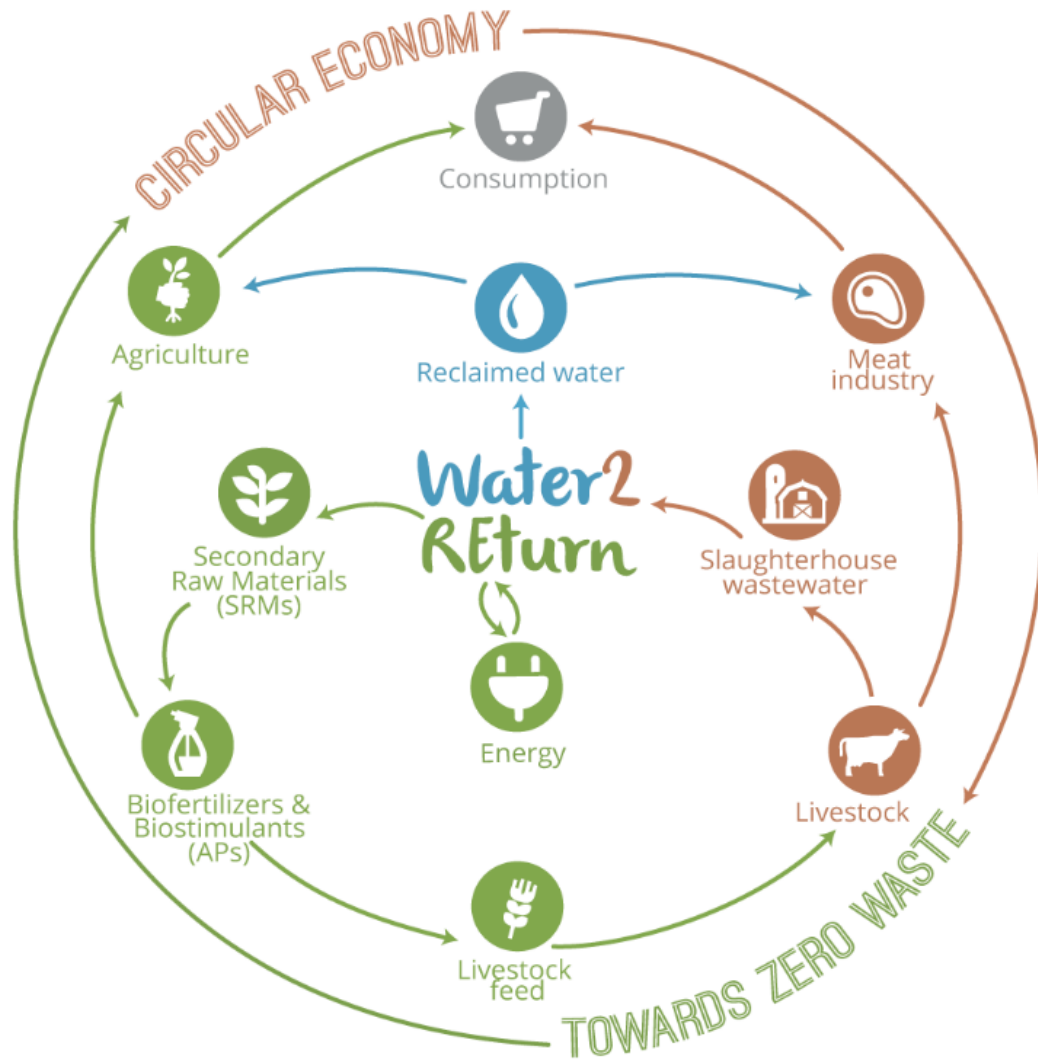 CIRCULAR ECONOMY
Consumption
Agriculture
Reclaimed water
Meat
industry
Water2
REturn
Secondary
Raw Materials
(SRMs)
Slaughterhouse
wastewater
Energy
Biofertilizers &
Biostimulants
(APs)
Livestock
Livestock
feed
TOWARDS ZERO WASTE